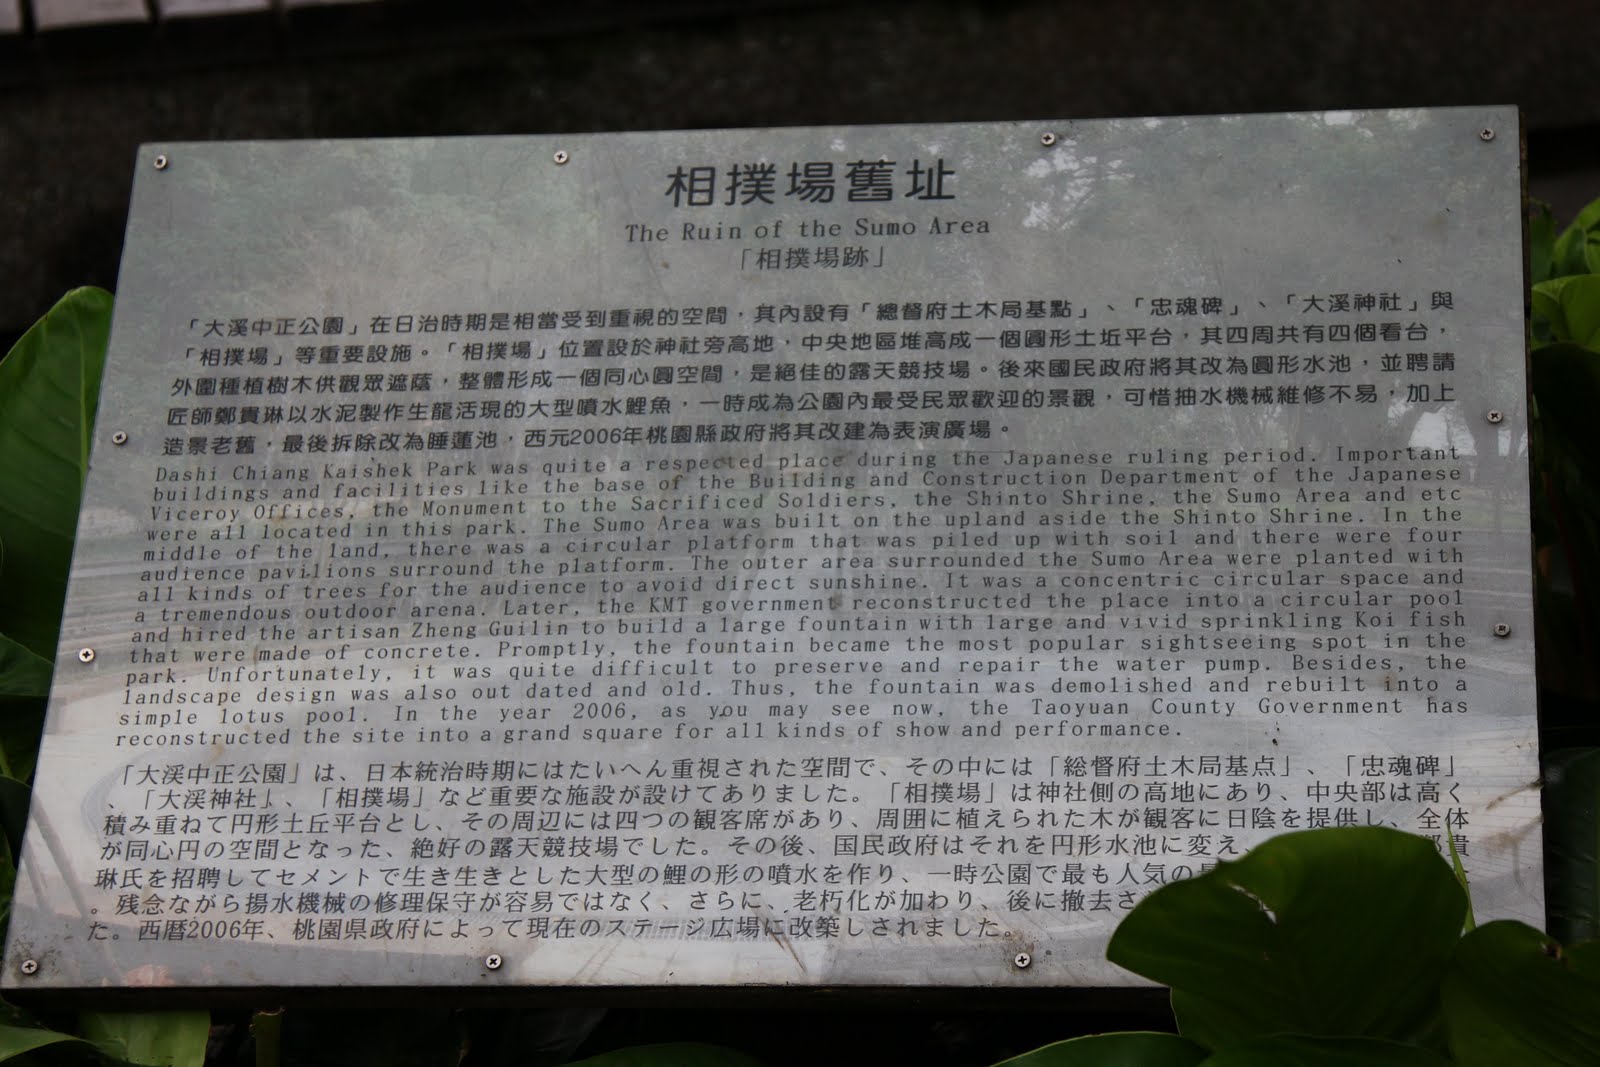 相撲場舊址
The Ruin of the Sumo Area
「相撲場跡」
「大溪中正公園」在日治時期是相當受到重視的空間，其內設有「總督府土木局基點」、「忠魂碑」、「大溪神社」與
「相撲場」等重要設施。「相撲場」位置設於神社旁高地，中央地區堆高成一個圓形土坵平台，其四周共有四個看台，
外圍種植樹木供觀眾遮蔭，整體形成一個同心圓空間，是絕佳的露天競技場。後來國民政府將其改為圓形水池，並聘請
匠師鄭貴琳以水泥製作生龍活現的大型噴水鯉魚，一時成為公園內最受民眾歡迎的景觀，可惜抽水機械維修不易，加上
造景老舊，最後拆除改為睡蓮池，西元2006年桃園縣政府將其改建為表演廣場。
Dashi Chiang Kaishek Park was quite a respected place during the Japanese ruling period. Important
buildings and facilities like the base of the Building and Construction Department of the Japanese
Viceroy Offices, the Monument to the Sacrificed Soldiers, the Shinto Shrine, the Sumo Area and etc
were all located in this park. The Sumo Area was built on the upland aside the Shinto Shrine. In the
middle of the land, there was a circular platform that was piled up with soil and there were four
audience pavilions surround the platform. The outer area surrounded the Sumo Area were planted with
all kinds of trees for the audience to avoid direct sunshine. It was a concentric circular space and
a tremendous outdoor arena. Later, the KMT government reconstructed the place into a circular pool
and hired the artisan Zheng Guilin to build a large fountain with large and vivid sprinkling Koi fish
that were made of concrete. Promptly, the fountain became the most popular sightseeing spot in the
park. Unfortunately, it was quite difficult to preserve and repair the water pump. Besides, the
landscape design was also out dated and old. Thus, the fountain was demolished and rebuilt into a
simple lotus pool. In the year 2006, as you may see now, the Taoyuan County Government has
reconstructed the site into a grand square for all kinds of show and performance.
「大渓中正公園」は、日本統治時期にはたいへん重視された空間で、その中には「総督府土木局基点」、「忠魂碑」
、「大渓神社」、「相撲場」など重要な施設が設けてありました。「相撲場」は神社側の高地にあり、中央部は高く
積み重ねて円形土丘平台とし、その周辺には四つの観客席があり、周囲に植えられた木が観客に日陰を提供し、全体
が同心円の空間となった、絶好の露天競技場でした。その後、国民政府はそれを円形水池に変え、 貴
琳氏を招聘してセメントで生き生きとした大型の鯉の形の噴水を作り、一時公園で最も人気の
。残念ながら揚水機械の修理保守が容易ではなく、さらに、老朽化が加わり、後に撤去さ
た。西暦2006年、桃園県政府によって現在のステージ広場に改築しされました。